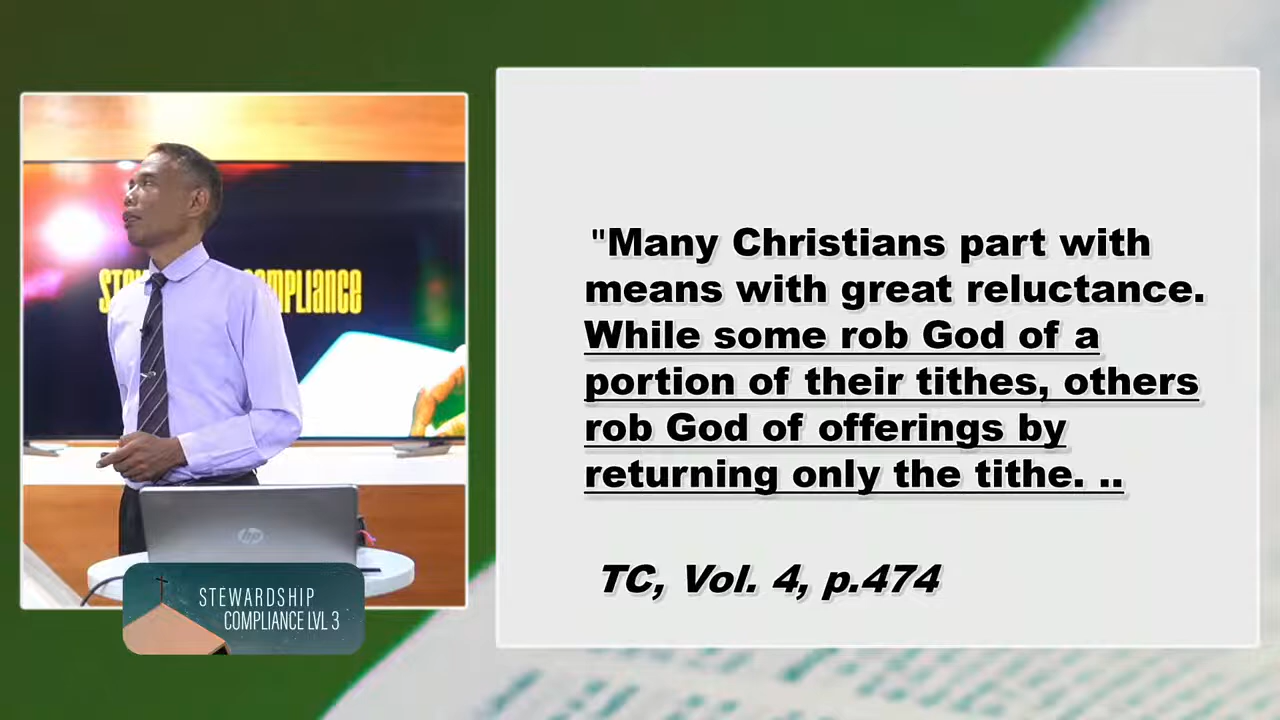 "Many Christians part with
means with great reluctance.
While some rob God of a
portion of their tithes, others
rob God of offerings by
returning only the tithe. ..
TC, Vol. 4, p.474
hp
STEWARDSHIP
COMPLIANCE LVL 3